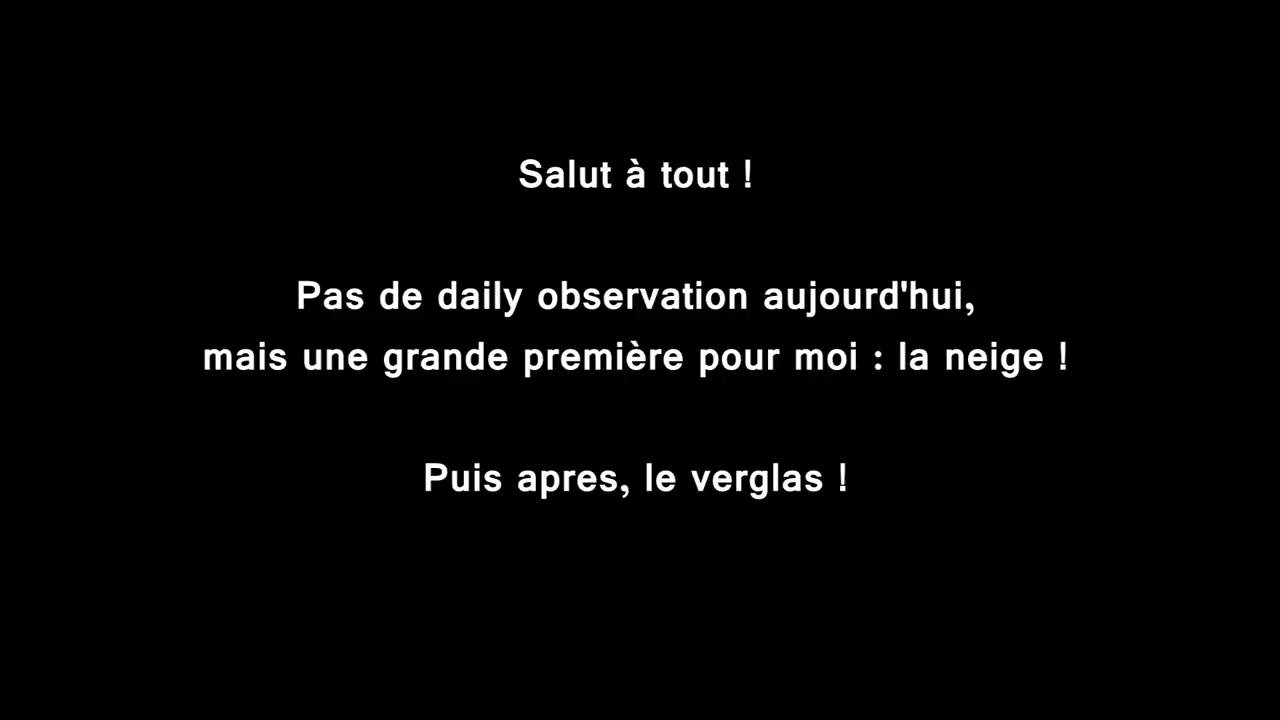 Salut à tout !
Pas de daily observation aujourd'hui,
mais une grande première pour moi : la neige !
Puis apres, le verglas !